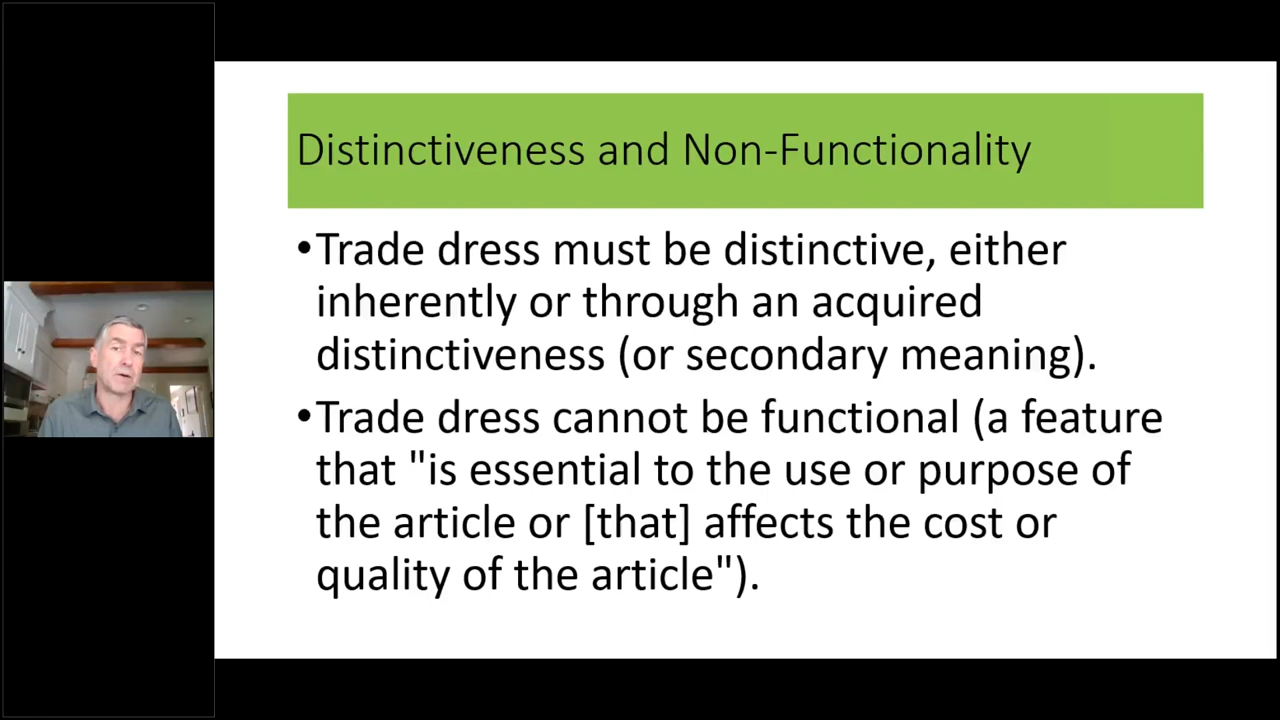 Distinctiveness and Non-Functionality
•Trade dress must be distinctive, either
inherently or through an acquired
distinctiveness (or secondary meaning).
•Trade dress cannot be functional (a feature
that "is essential to the use or purpose of
the article or [that] affects the cost or
quality of the article").